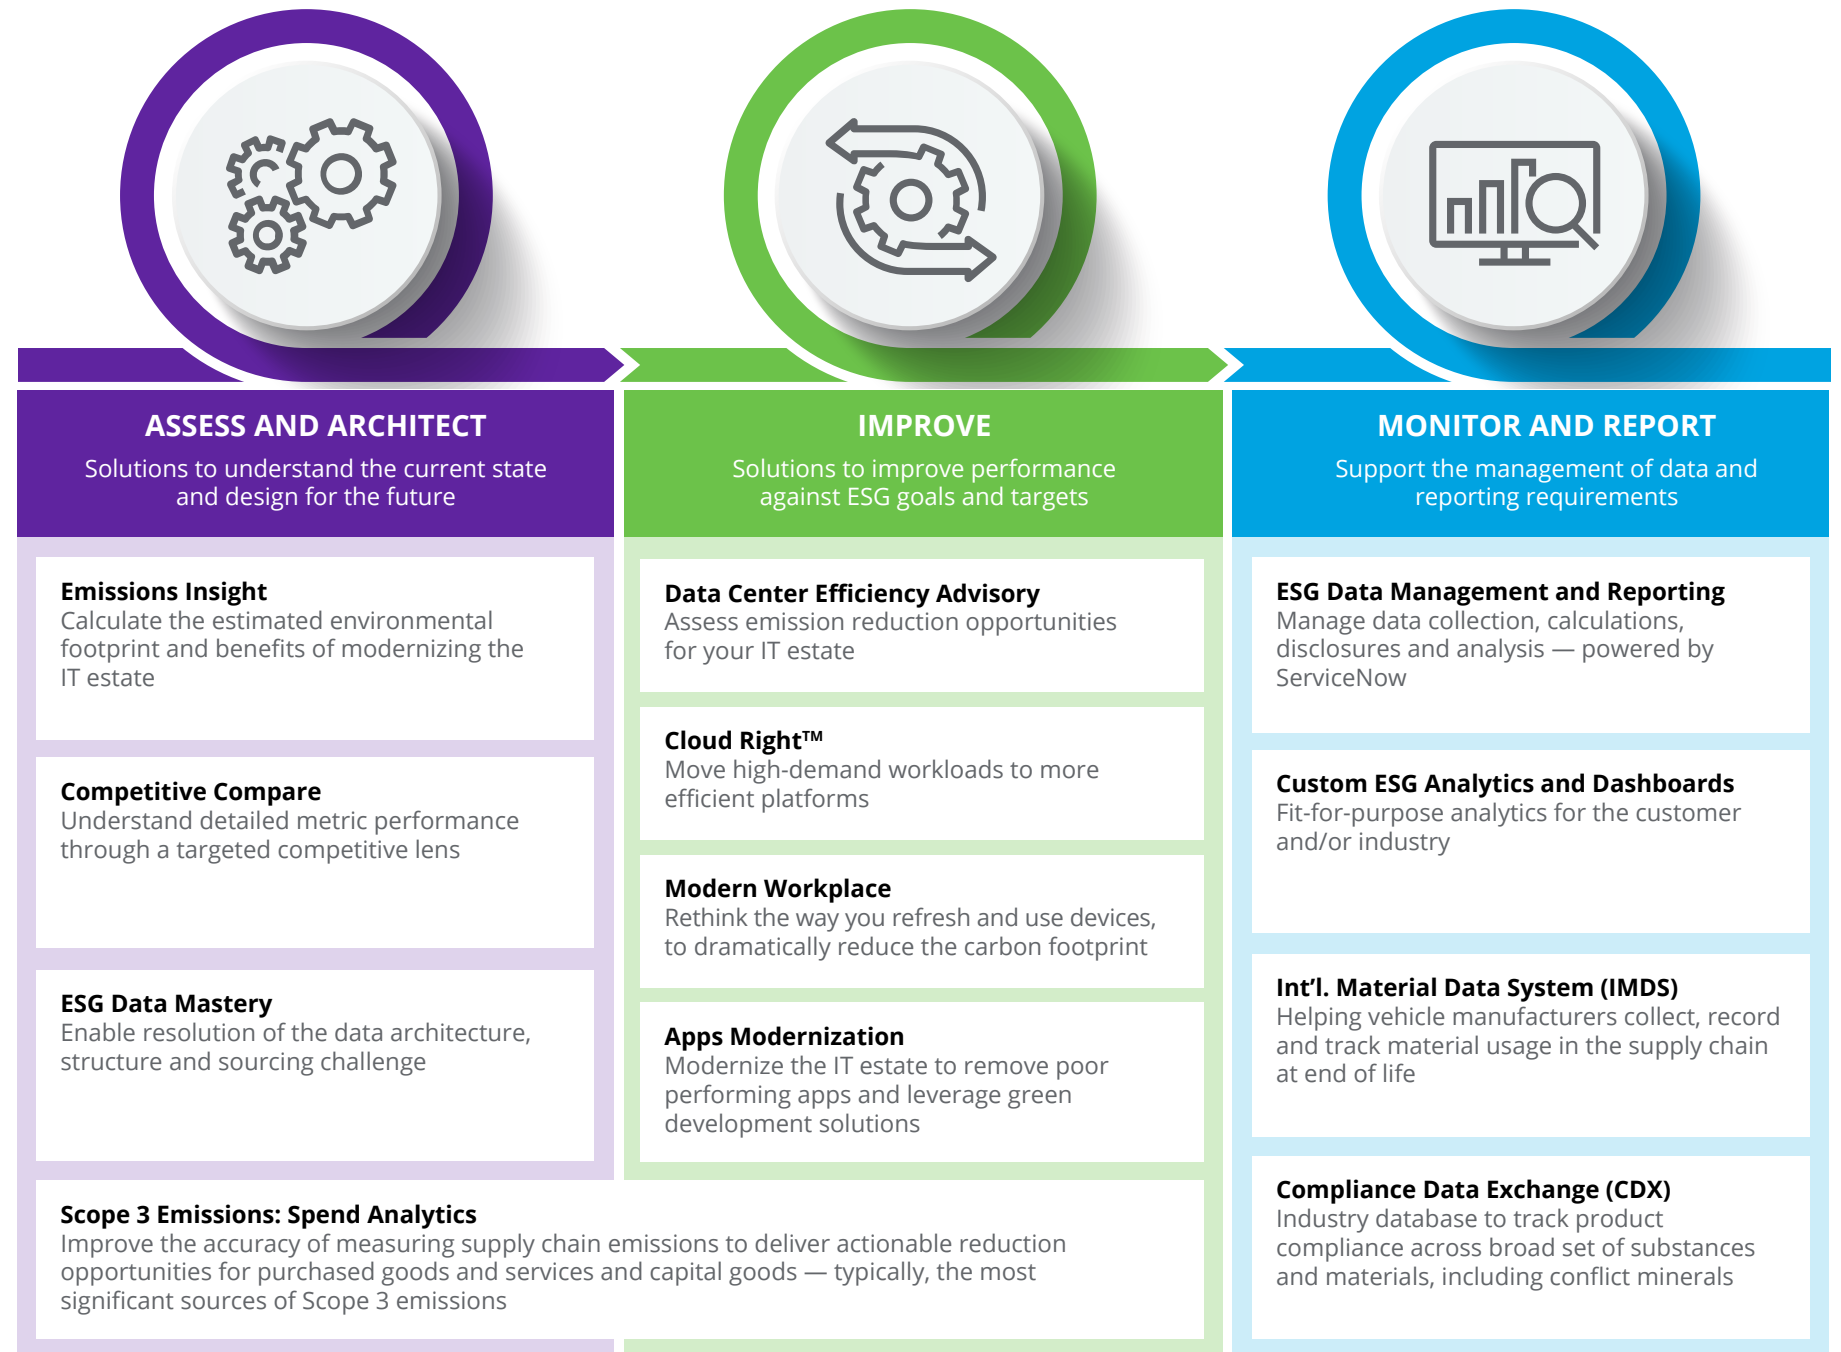 ASSESS AND ARCHITECT
Solutions to understand the current state
and design for the future
Emissions Insight
Calculate the estimated environmental
footprint and benefits of modernizing the
IT estate
Competitive Compare
Understand detailed metric performance
through a targeted competitive lens
ESG Data Mastery
Enable resolution of the data architecture,
structure and sourcing challenge
IMPROVE
Solutions to improve performance
against ESG goals and targets
Data Center Efficiency Advisory
Assess emission reduction opportunities
for your IT estate
Cloud Right™
Move high-demand workloads to more
efficient platforms
Modern Workplace
Rethink the way you refresh and use devices,
to dramatically reduce the carbon footprint
Apps Modernization
Modernize the IT estate to remove poor
performing apps and leverage green
development solutions
Scope 3 Emissions: Spend Analytics
Improve the accuracy of measuring supply chain emissions to deliver actionable reduction
opportunities for purchased goods and services and capital goods — typically, the most
significant sources of Scope 3 emissions
MONITOR AND REPORT
Support the management of data and
reporting requirements
ESG Data Management and Reporting
Manage data collection, calculations,
disclosures and analysis — powered by
ServiceNow
Custom ESG Analytics and Dashboards
Fit-for-purpose analytics for the customer
and/or industry
Int’l. Material Data System (IMDS)
Helping vehicle manufacturers collect, record
and track material usage in the supply chain
at end of life
Compliance Data Exchange (CDX)
Industry database to track product
compliance across broad set of substances
and materials, including conflict minerals